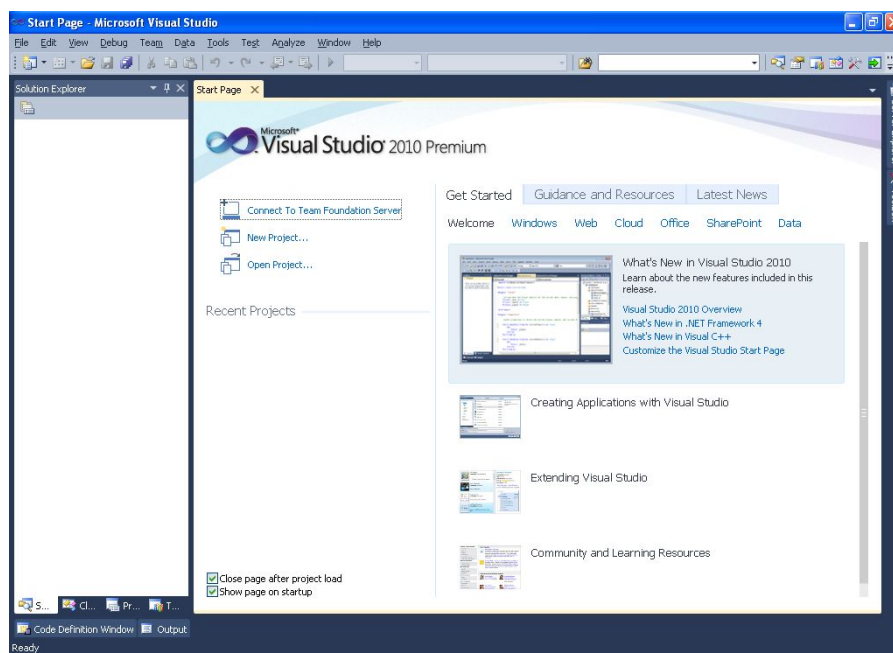 Start Page - Microsoft Visual Studio
File Edit View Debug Team Data Tools Test Analyze Window Help
Solution Explorer
Start Page
Microsoft®
Visual Studio 2010 Premium
Connect To Team Foundation Server
New Project...
Open Project...
Recent Projects
Close page after project load
Show page on startup
Get Started Guidance and Resources Latest News
Welcome Windows Web Cloud Office SharePoint Data
What's New in Visual Studio 2010
Learn about the new features included in this
release.
Visual Studio 2010 Overview
What's New in .NET Framework 4
What's New in Visual C++
Customize the Visual Studio Start Page
Creating Applications with Visual Studio
Extending Visual Studio
Community and Learning Resources
S... Cl... Pr... T...
Code Definition Window Output
Ready